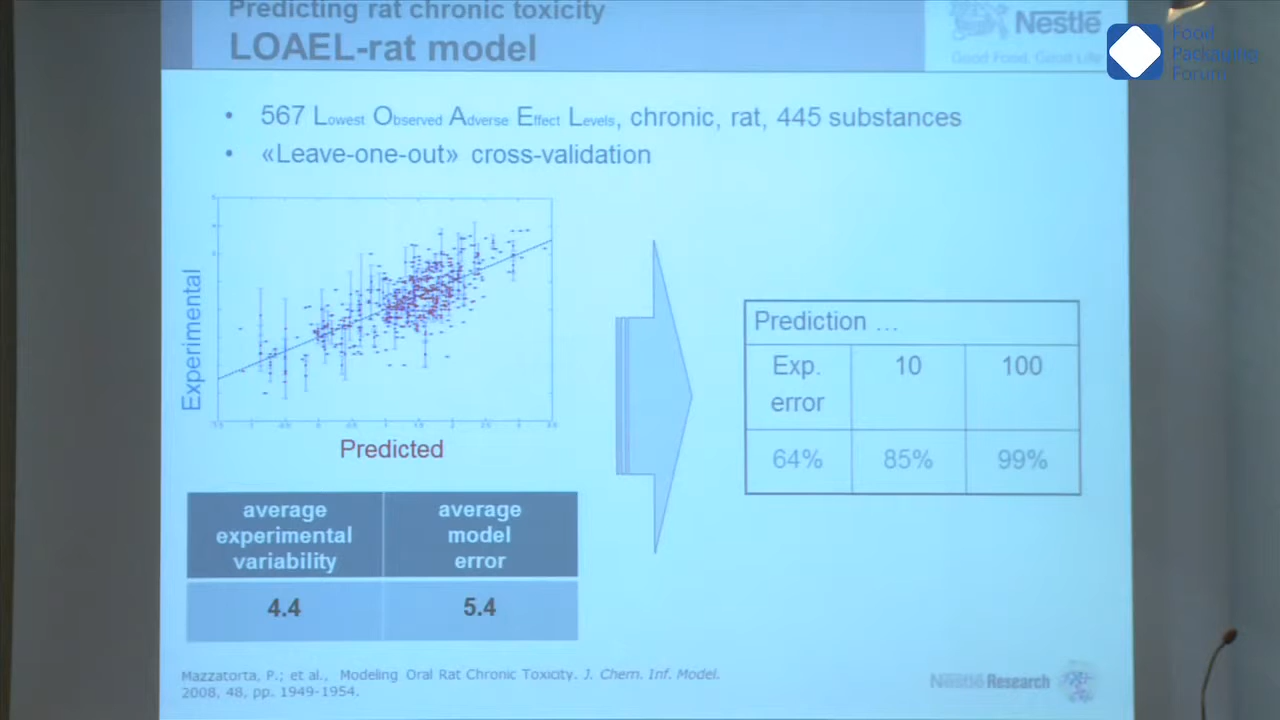 Predicting rat chronic toxicity
LOAEL-rat model
Nestlé
Good Food, Good Life
Food
Packaging
Forum
• 567 Lowest Observed Adverse Effect Levels, chronic, rat, 445 substances
• «Leave-one-out» cross-validation
Experimental
Predicted
Prediction ...
Exp. error 10 100
64% 85% 99%
average experimental variability average model error
4.4 5.4
Mazzatorta, P.; et al., Modeling Oral Rat Chronic Toxicity. J. Chem. Inf. Model.
2008, 48, pp. 1949-1954.
Nestlé Research